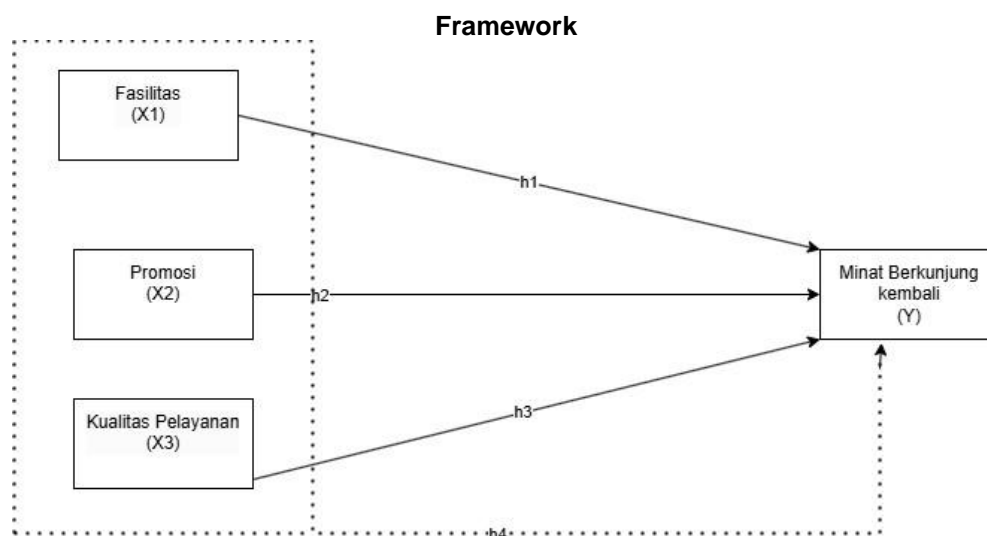 Framework
Fasilitas
(X1)
h1
Promosi
(X2)
h2
Minat Berkunjung
kembali
(Y)
Kualitas Pelayanan
(X3)
h3
h4